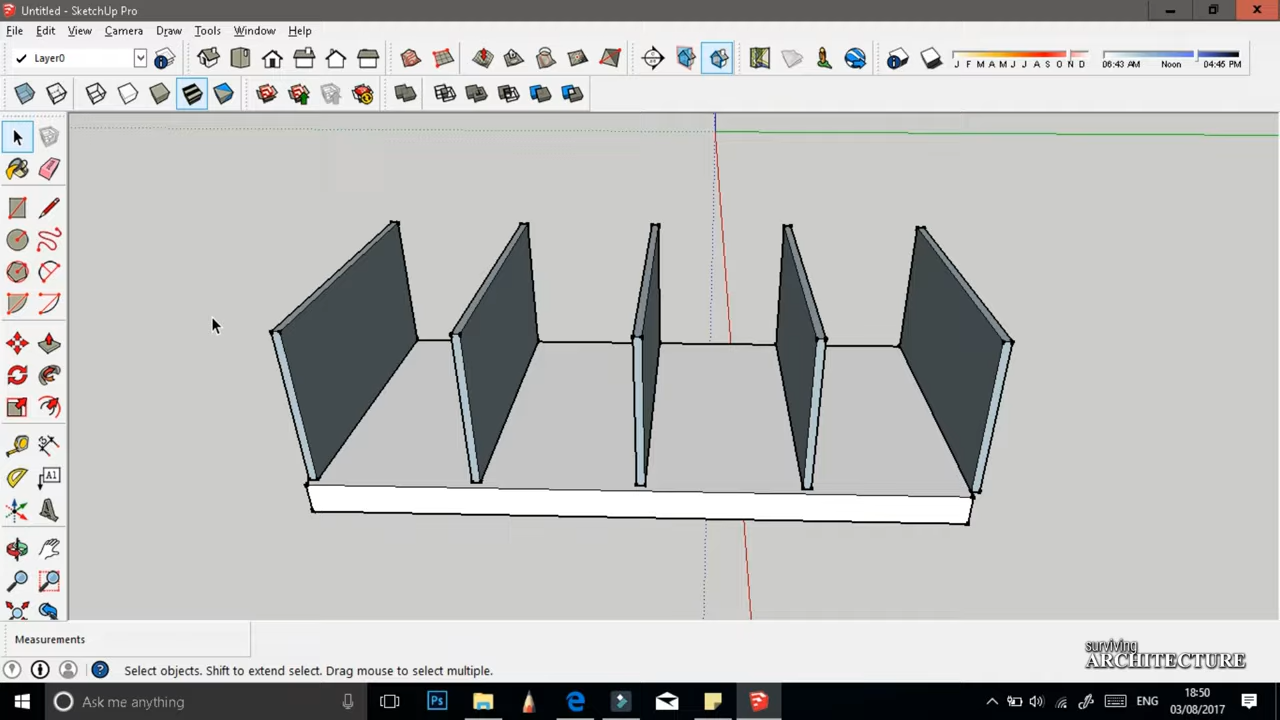 Untitled - SketchUp Pro
File Edit View Camera Draw Tools Window Help
Layer0
J F M A M J J A S O N D
06:43 AM Noon 04:45 PM
A1
Measurements
Select objects. Shift to extend select. Drag mouse to select multiple.
surviving
ARCHITECTURE
Ask me anything
Ps
ENG
18:50
03/08/2017